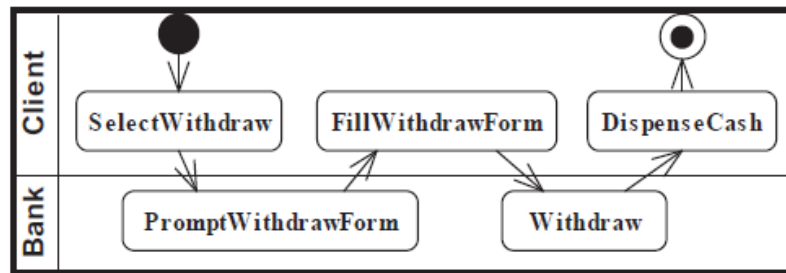 Client
SelectWithdraw
FillWithdrawForm
DispenseCash
Bank
PromptWithdrawForm
Withdraw